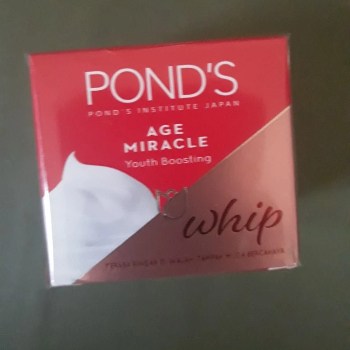 POND'S
POND'S INSTITUTE JAPAN
AGE
MIRACLE
Youth Boosting
whip